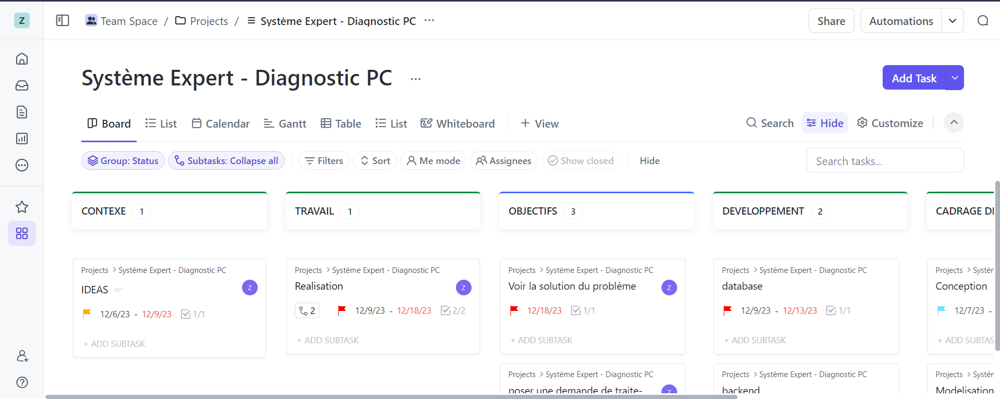 Z
Team Space / Projects / Système Expert - Diagnostic PC ...
Share
Automations
Système Expert - Diagnostic PC ...
Add Task
Board List Calendar Gantt Table List Whiteboard + View
Search Hide Customize
Group: Status Subtasks: Collapse all Filters Sort Me mode Assignees Show closed Hide
Search tasks...
CONTEXE 1
TRAVAIL 1
OBJECTIFS 3
DEVELOPPEMENT 2
CADRAGE
Projects > Système Expert - Diagnostic PC
IDEAS
Z
12/6/23 - 12/9/23 1/1
+ ADD SUBTASK
Projects > Système Expert - Diagnostic PC
Realisation
Z
2 12/9/23 - 12/18/23 2/2
+ ADD SUBTASK
Projects > Système Expert - Diagnostic PC
Voir la solution du problème
Z
12/18/23 1/1
+ ADD SUBTASK
Projects > Système Expert - Diagnostic PC
poser une demande de traite-
Z
Projects > Système Expert - Diagnostic PC
database
12/9/23 - 12/13/23 1/1
+ ADD SUBTASK
Projects > Système Expert - Diagnostic PC
backend
Projects > Systèr
Conception
12/7/23 -
+ ADD SUBTAS
Projects > Systèr
Modelisation